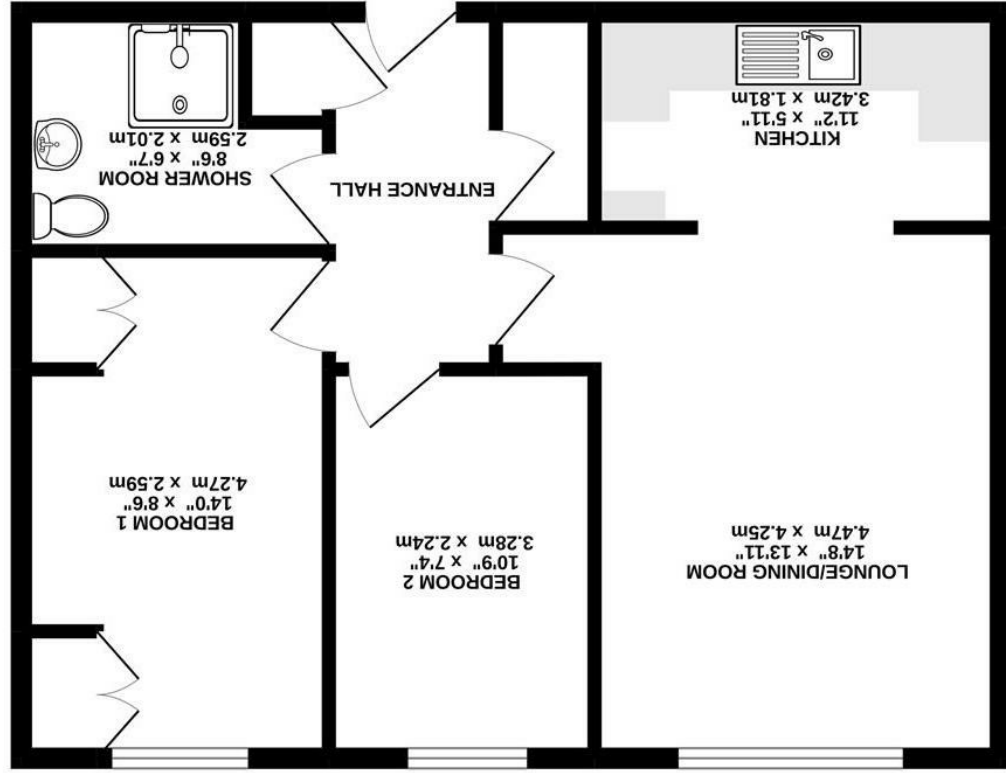 LOUNGE/DINING ROOM
14'8" x 13'11"
4.47m x 4.25m
BEDROOM 2
10'9" x 7'4"
3.28m x 2.24m
BEDROOM 1
14'0" x 8'6"
4.27m x 2.59m
KITCHEN
11'2" x 5'11"
3.42m x 1.81m
ENTRANCE HALL
SHOWER ROOM
8'6" x 6'7"
2.59m x 2.01m